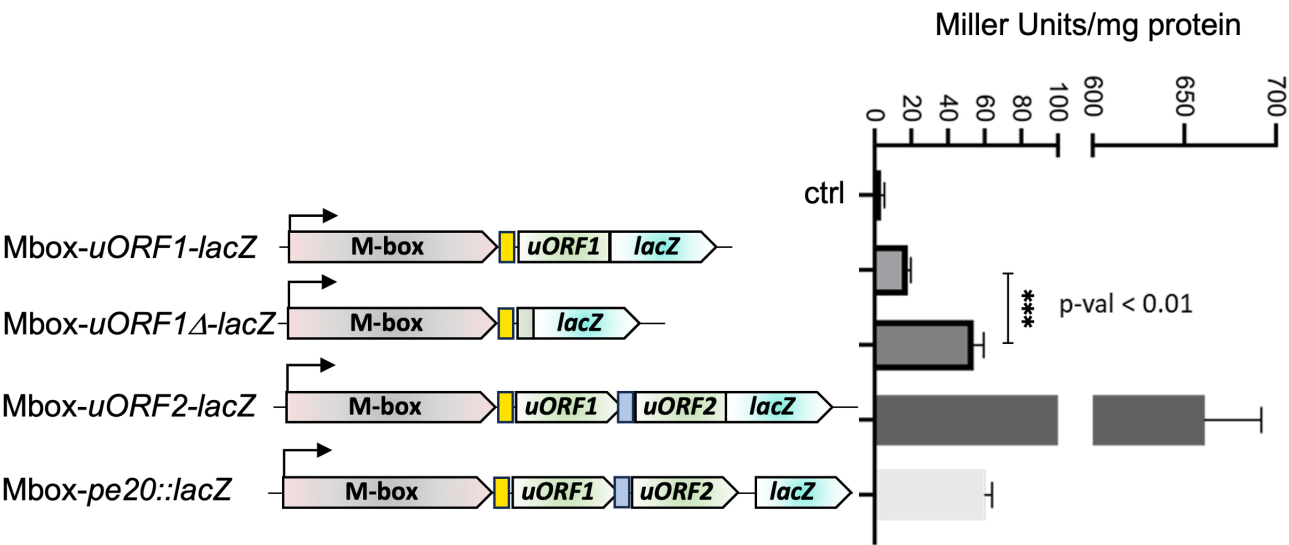 Miller Units/mg protein
0 20 40 60 80 100 600 650 700
ctrl
Mbox-uORF1-lacZ M-box uORF1 lacZ
Mbox-uORF1Δ-lacZ M-box lacZ
*** p-val < 0.01
Mbox-uORF2-lacZ M-box uORF1 uORF2 lacZ
Mbox-pe20::lacZ M-box uORF1 uORF2 lacZ